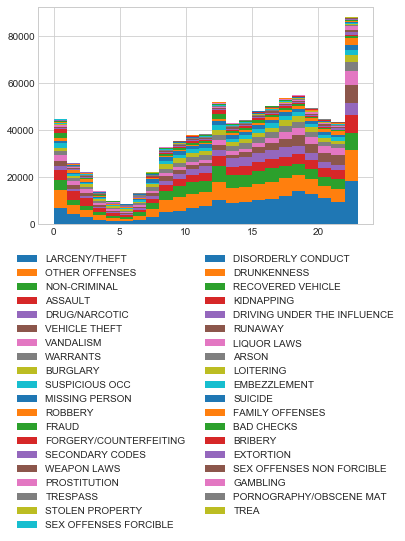 80000
60000
40000
20000
0
0 5 10 15 20
LARCENY/THEFT
OTHER OFFENSES
NON-CRIMINAL
ASSAULT
DRUG/NARCOTIC
VEHICLE THEFT
VANDALISM
WARRANTS
BURGLARY
SUSPICIOUS OCC
MISSING PERSON
ROBBERY
FRAUD
FORGERY/COUNTERFEITING
SECONDARY CODES
WEAPON LAWS
PROSTITUTION
TRESPASS
STOLEN PROPERTY
SEX OFFENSES FORCIBLE
DISORDERLY CONDUCT
DRUNKENNESS
RECOVERED VEHICLE
KIDNAPPING
DRIVING UNDER THE INFLUENCE
RUNAWAY
LIQUOR LAWS
ARSON
LOITERING
EMBEZZLEMENT
SUICIDE
FAMILY OFFENSES
BAD CHECKS
BRIBERY
EXTORTION
SEX OFFENSES NON FORCIBLE
GAMBLING
PORNOGRAPHY/OBSCENE MAT
TREA